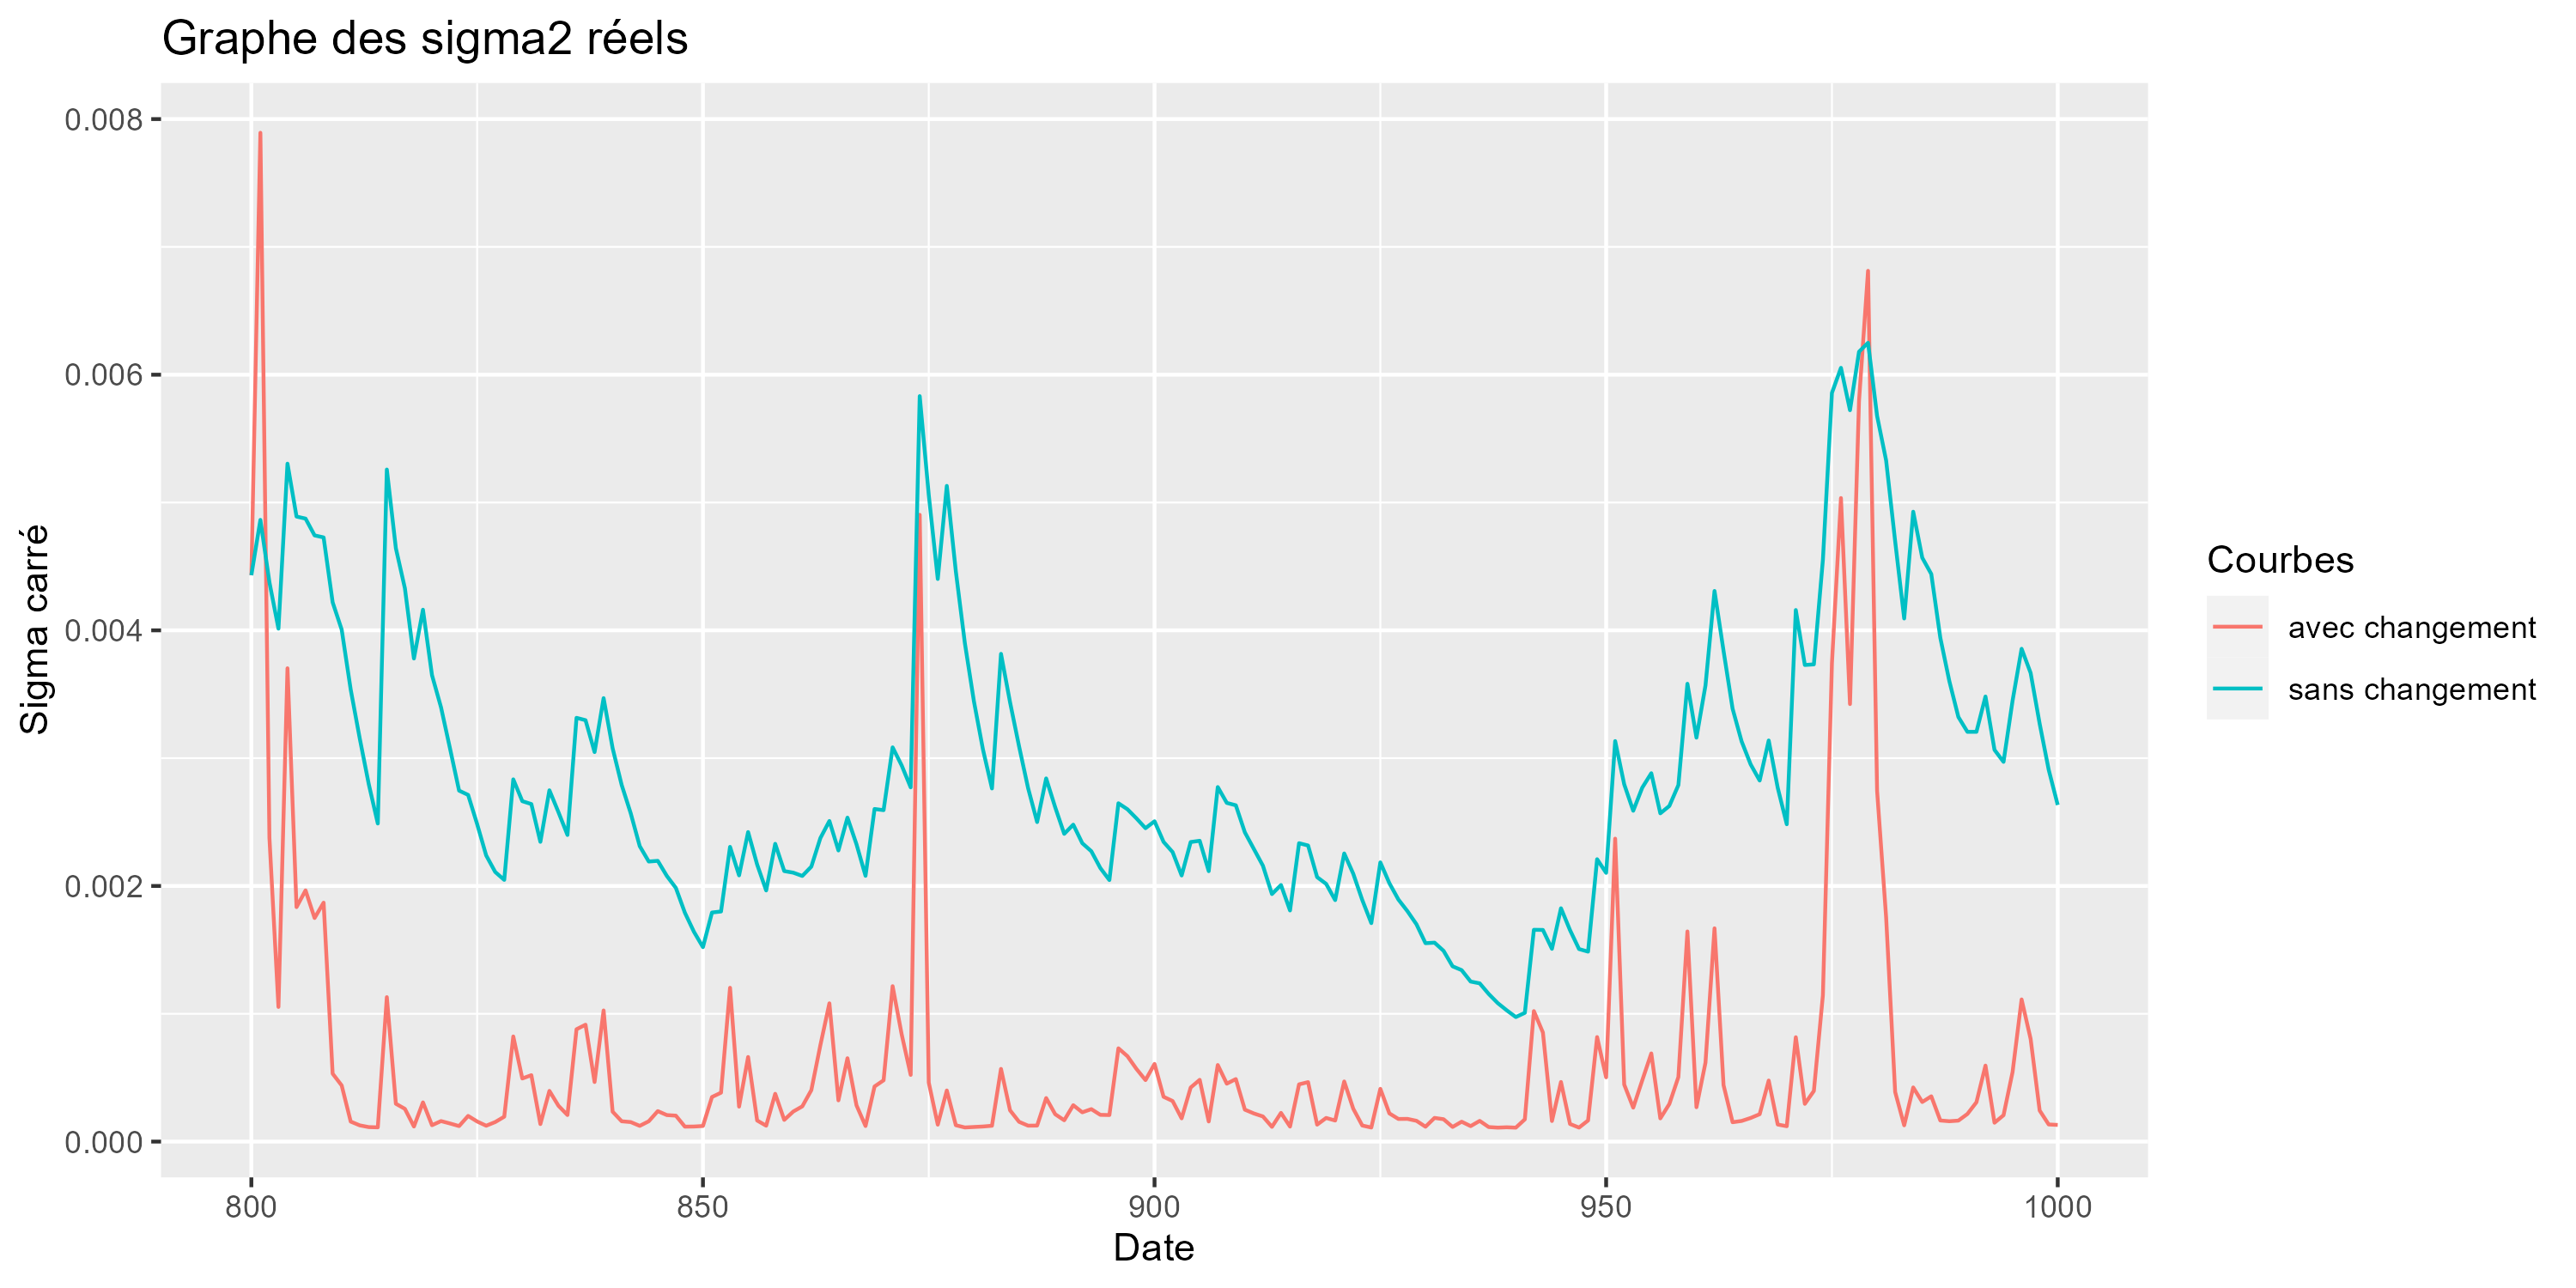 Graphe des sigma2 réels
0.008
0.006
0.004
0.002
0.000
Sigma carré
800 850 900 950 1000
Date
Courbes
avec changement
sans changement